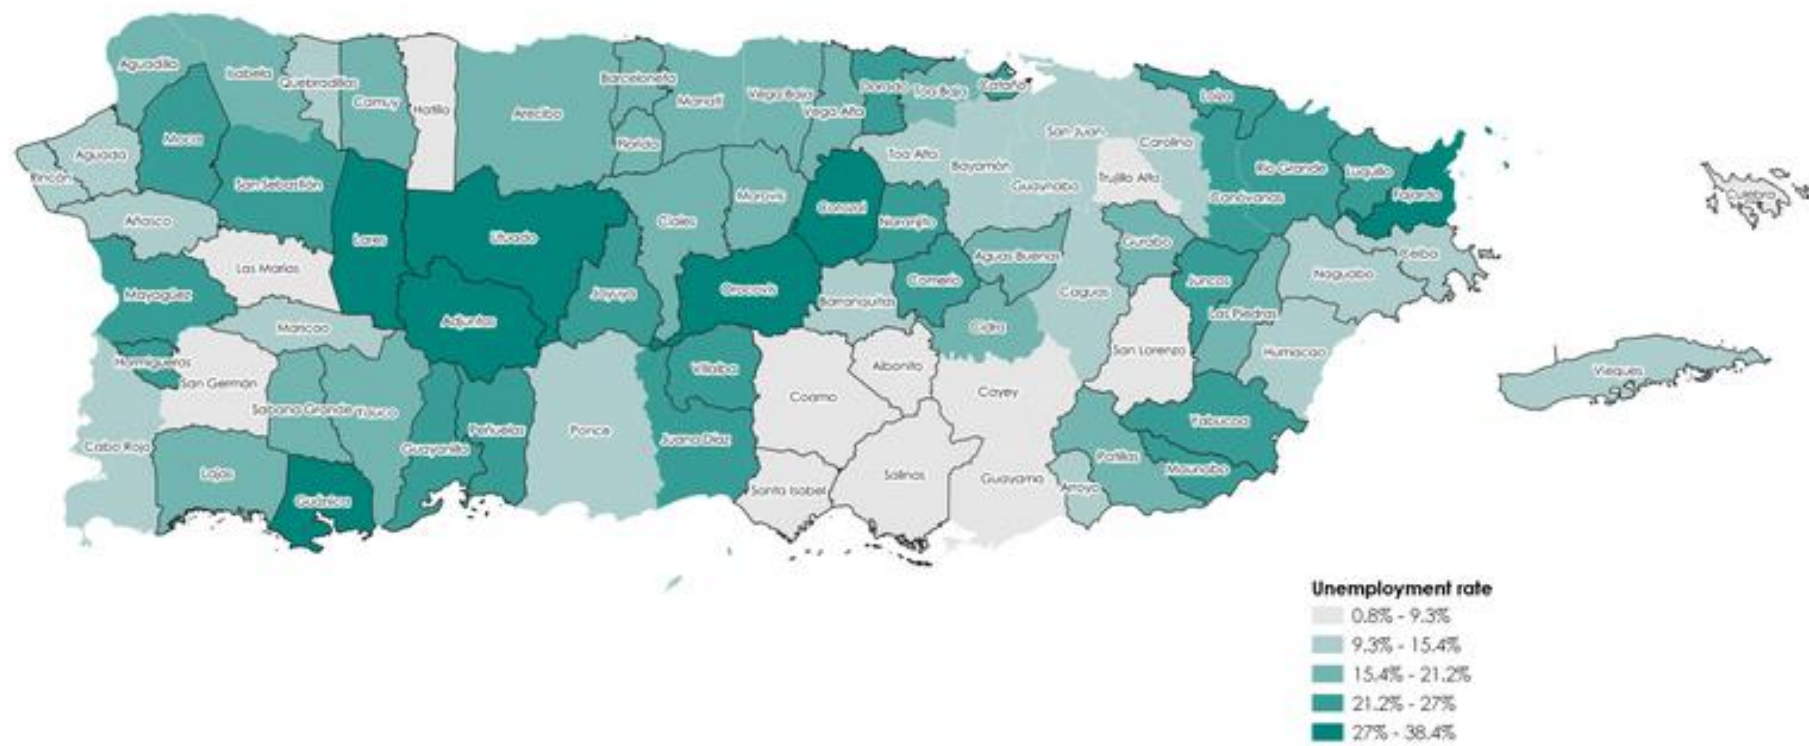 Aguadilla
Isabela
Quebradillas
Camuy
Hatillo
Arecibo
Barceloneta
Manatí
Vega Baja
Vega Alta
Dorado
Toa Baja
Cataño
Loíza
Moca
Florida
Aguada
Rincón
San Sebastián
Añasco
Lares
Utuado
Ciales
Morovis
Corozal
Naranjito
Toa Alta
Bayamón
Guaynabo
San Juan
Trujillo Alto
Carolina
Canóvanas
Río Grande
Luquillo
Fajardo
Culebra
Las Marías
Mayagüez
Maricao
Adjuntas
Jayuya
Orocovis
Barranquitas
Comerío
Aguas Buenas
Cidra
Caguas
Gurabo
Juncos
Las Piedras
Naguabo
Ceiba
Humacao
San Lorenzo
Vieques
Hormigueros
San Germán
Sabana Grande
Yauco
Guayanilla
Peñuelas
Ponce
Villalba
Juana Díaz
Coamo
Aibonito
Cayey
Cabo Rojo
Lajas
Guánica
Santa Isabel
Salinas
Guayama
Arroyo
Patillas
Maunabo
Yabucoa
Unemployment rate
0.8% - 9.3%
9.3% - 15.4%
15.4% - 21.2%
21.2% - 27%
27% - 38.4%